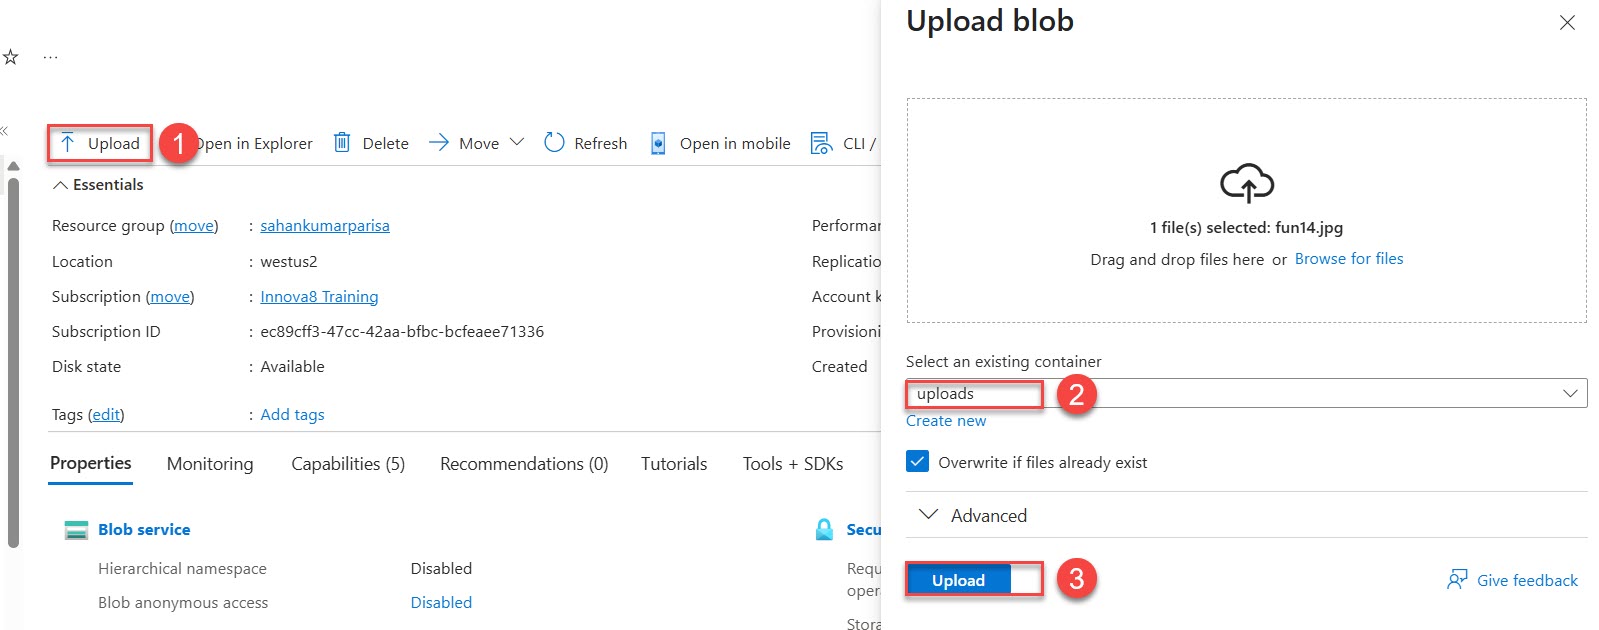 Upload 1 Open in Explorer Delete Move Refresh Open in mobile CLI /
Essentials
Resource group (move) : sahankumarparisa
Location : westus2
Subscription (move) : Innova8 Training
Subscription ID : ec89cff3-47cc-42aa-bfbc-bcfeaee71336
Disk state : Available
Tags (edit) : Add tags
Performan
Replicatio
Account k
Provisioni
Created
Properties Monitoring Capabilities (5) Recommendations (0) Tutorials Tools + SDKs
Blob service
Hierarchical namespace Disabled
Blob anonymous access Disabled
Secu
Requ
oper
Stora
Upload blob
1 file(s) selected: fun14.jpg
Drag and drop files here or Browse for files
Select an existing container
uploads 2
Create new
Overwrite if files already exist
Advanced
Upload 3
Give feedback